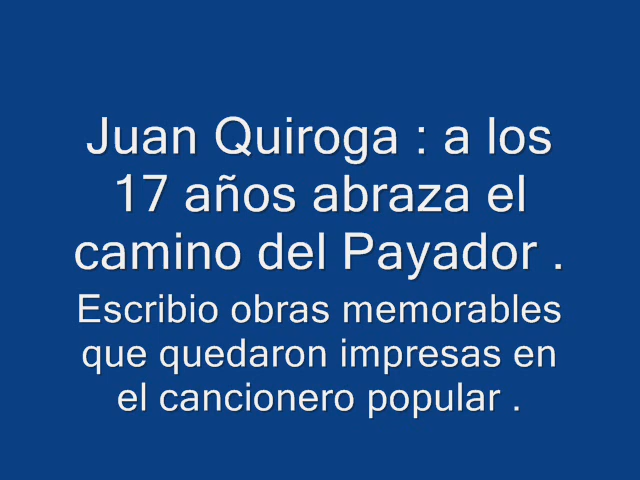 Juan Quiroga : a los
17 años abraza el
camino del Payador .
Escribio obras memorables
que quedaron impresas en
el cancionero popular .